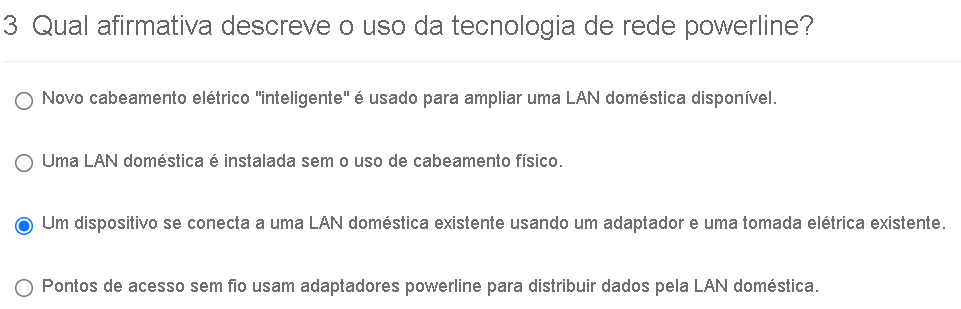 3 Qual afirmativa descreve o uso da tecnologia de rede powerline?
Novo cabeamento elétrico "inteligente" é usado para ampliar uma LAN doméstica disponível.
Uma LAN doméstica é instalada sem o uso de cabeamento físico.
Um dispositivo se conecta a uma LAN doméstica existente usando um adaptador e uma tomada elétrica existente.
Pontos de acesso sem fio usam adaptadores powerline para distribuir dados pela LAN doméstica.